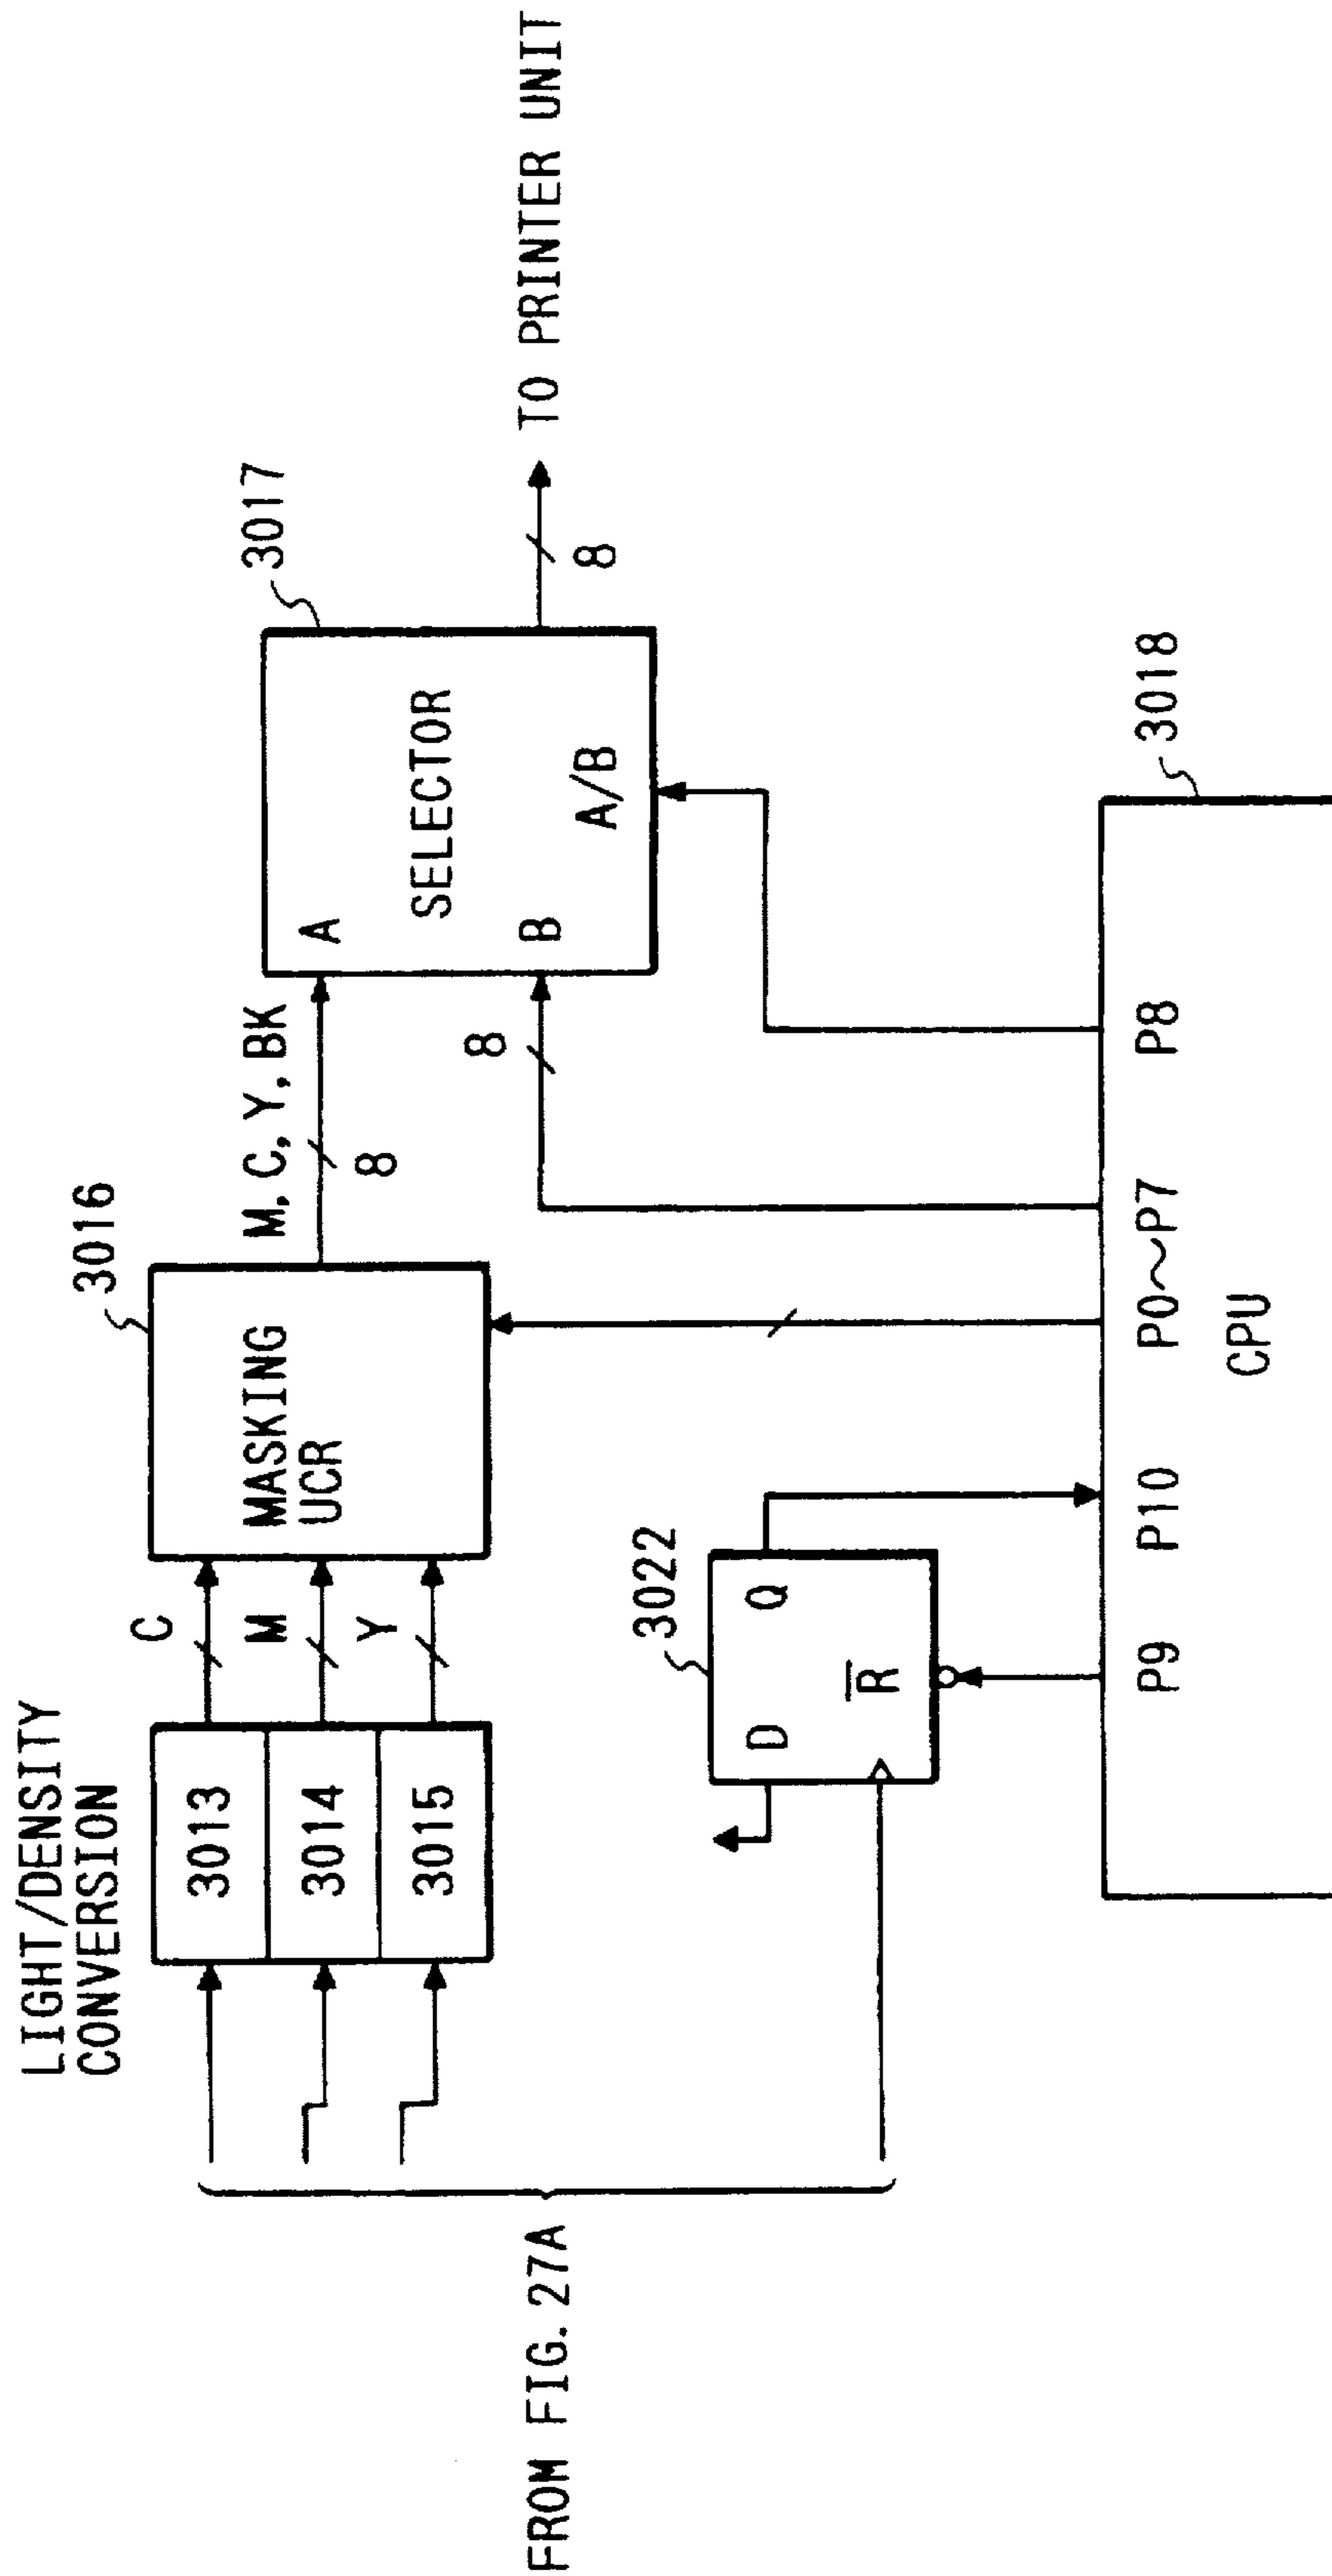 LIGHT/DENSITY
CONVERSION
3013
3014
3015
C
M
Y
3016
MASKING
UCR
M, C, Y, BK
8
8
3017
A
SELECTOR
B
A/B
8
TO PRINTER UNIT
FROM FIG. 27A
3022
D
Q
R̅
P9
P10
P0~P7
P8
CPU
3018